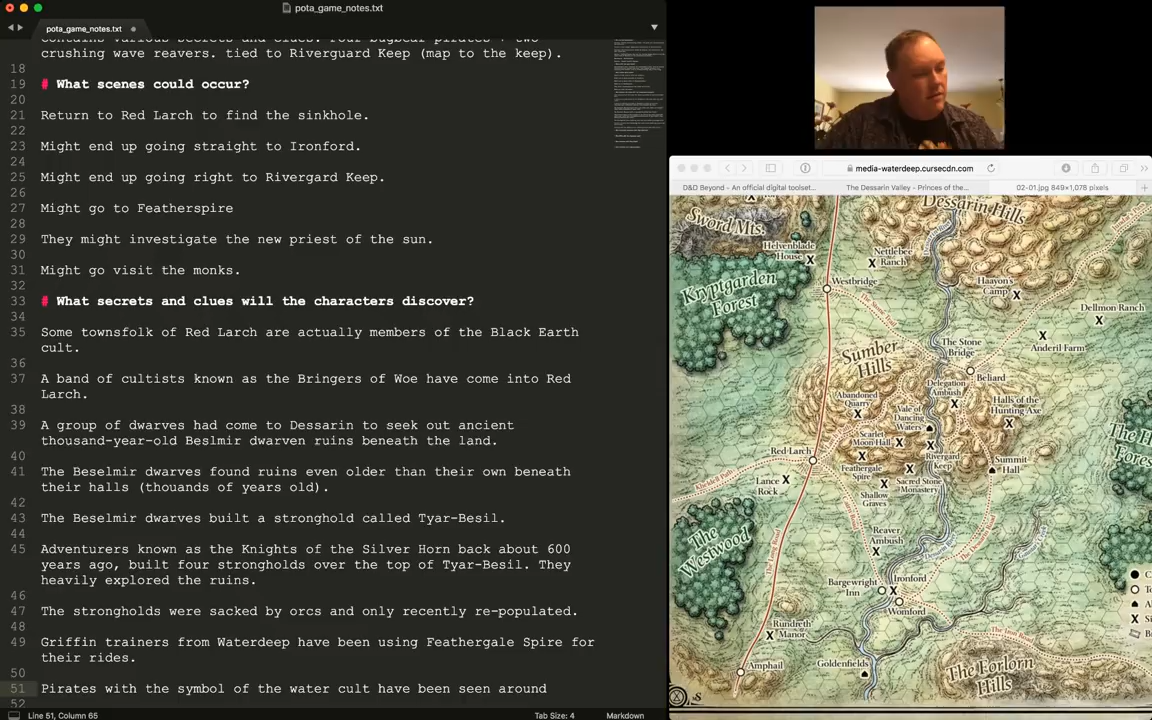 pota_game_notes.txt
pota_game_notes.txt
crushing wave reavers. tied to Riverguard Keep (map to the keep).
18
19 # What scenes could occur?
20
21 Return to Red Larch to find the sinkhole.
22
23 Might end up going straight to Ironford.
24
25 Might end up going right to Rivergard Keep.
26
27 Might go to Featherspire
28
29 They might investigate the new priest of the sun.
30
31 Might go visit the monks.
32
33 # What secrets and clues will the characters discover?
34
35 Some townsfolk of Red Larch are actually members of the Black Earth
cult.
36
37 A band of cultists known as the Bringers of Woe have come into Red
Larch.
38
39 A group of dwarves had come to Dessarin to seek out ancient
thousand-year-old Beslmir dwarven ruins beneath the land.
40
41 The Beselmir dwarves found ruins even older than their own beneath
their halls (thouands of years old).
42
43 The Beselmir dwarves built a stronghold called Tyar-Besil.
44
45 Adventurers known as the Knights of the Silver Horn back about 600
years ago, built four strongholds over the top of Tyar-Besil. They
heavily explored the ruins.
46
47 The strongholds were sacked by orcs and only recently re-populated.
48
49 Griffin trainers from Waterdeep have been using Feathergale Spire for
their rides.
50
51 Pirates with the symbol of the water cult have been seen around
52
Line 51, Column 65
Tab Size: 4
Markdown
media-waterdeep.cursecdn.com
D&D Beyond - An official digital toolset...
The Dessarin Valley - Princes of the...
02-01.jpg 849×1,078 pixels
Sword Mts.
Dessarin Hills
Helvenblade
House
Nettlebee
Ranch
Kryptgarden
Forest
Westbridge
Haayon's
Camp
Dellmon Ranch
Anderil Farm
The Stone
Bridge
Sumber
Hills
Beliard
Delegation
Ambush
Abandoned
Quarry
Vale of
Dancing
Waters
Halls of the
Hunting Axe
Scarlet
Moon Hall
Red Larch
Rivergard
Keep
Summit
Hall
Feathergale
Spire
Sacred Stone
Monastery
Lance
Rock
Shallow
Graves
The
Westwood
The Long Road
Reaver
Ambush
Bargewright
Inn
Ironford
Womford
Rundreth
Manor
Amphail
Goldenfields
The Forlorn
Hills
S